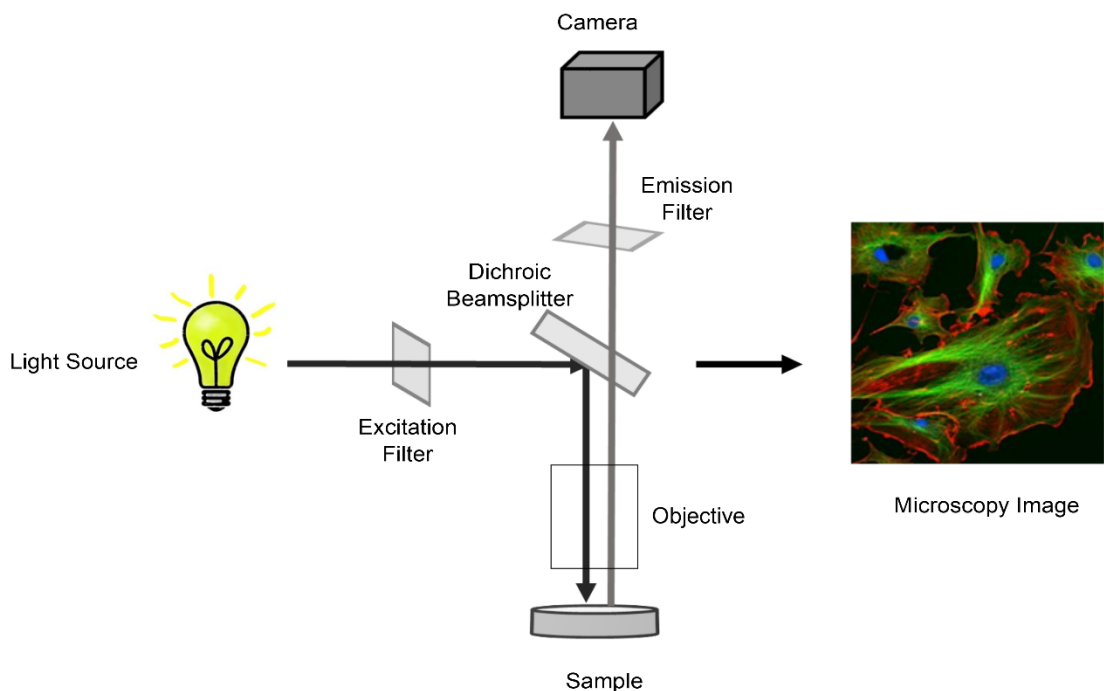 Camera
Emission
Filter
Dichroic
Beamsplitter
Light Source
Excitation
Filter
Objective
Microscopy Image
Sample